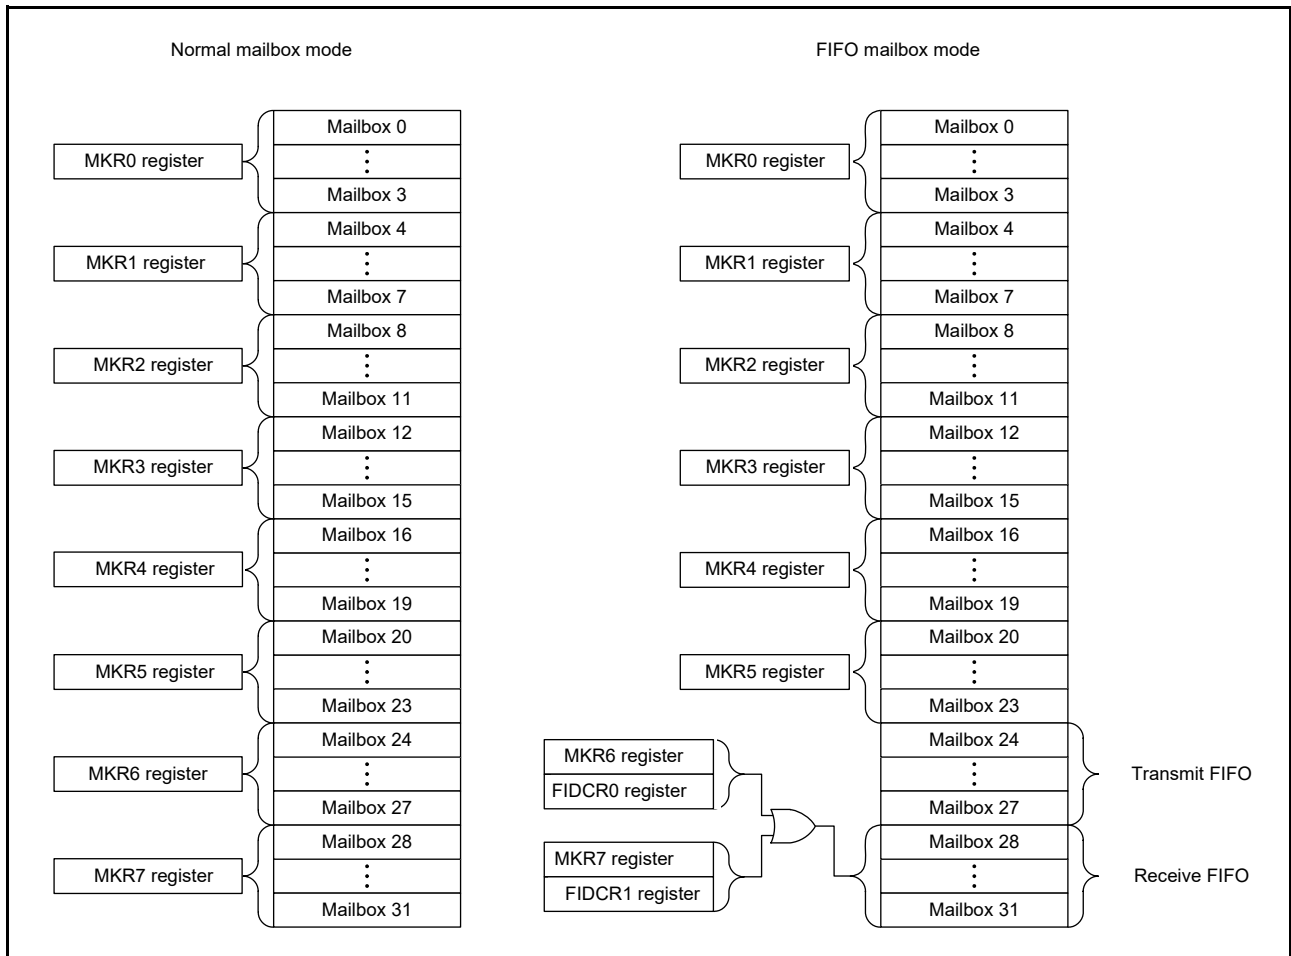 Normal mailbox mode
MKR0 register
Mailbox 0
Mailbox 3
MKR1 register
Mailbox 4
Mailbox 7
MKR2 register
Mailbox 8
Mailbox 11
MKR3 register
Mailbox 12
Mailbox 15
MKR4 register
Mailbox 16
Mailbox 19
MKR5 register
Mailbox 20
Mailbox 23
MKR6 register
Mailbox 24
Mailbox 27
MKR7 register
Mailbox 28
Mailbox 31
FIFO mailbox mode
MKR0 register
Mailbox 0
Mailbox 3
MKR1 register
Mailbox 4
Mailbox 7
MKR2 register
Mailbox 8
Mailbox 11
MKR3 register
Mailbox 12
Mailbox 15
MKR4 register
Mailbox 16
Mailbox 19
MKR5 register
Mailbox 20
Mailbox 23
MKR6 register
FIDCR0 register
Mailbox 24
Mailbox 27
Transmit FIFO
MKR7 register
FIDCR1 register
Mailbox 28
Mailbox 31
Receive FIFO